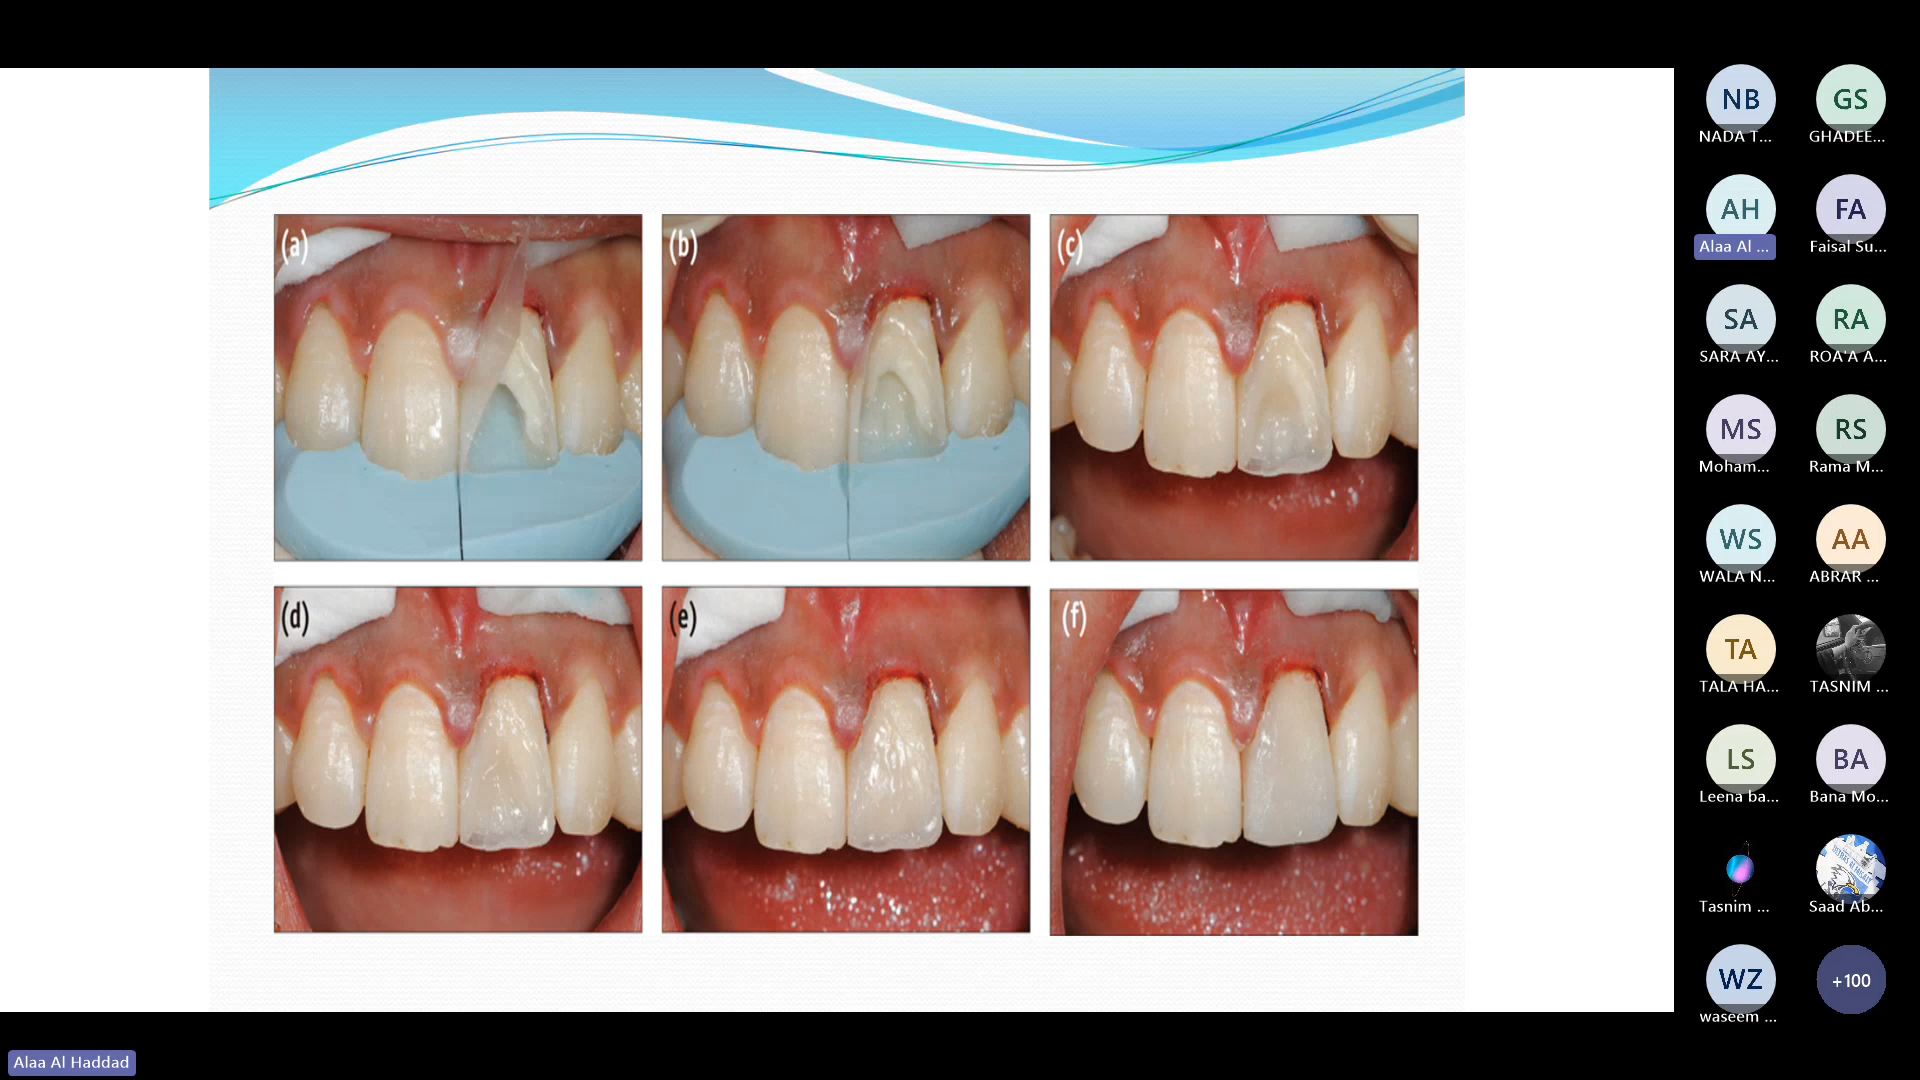 (a)
(b)
(c)
(d)
(e)
(f)
NB
NADA T...
GS
GHADEE...
AH
Alaa Al ...
FA
Faisal Su...
SA
SARA AY...
RA
ROA'A A...
MS
Moham...
RS
Rama M...
WS
WALA N...
AA
ABRAR ...
TA
TALA HA...
TASNIM ...
LS
Leena ba...
BA
Bana Mo...
Tasnim ...
Saad Ab...
WZ
waseem ...
+100
Alaa Al Haddad